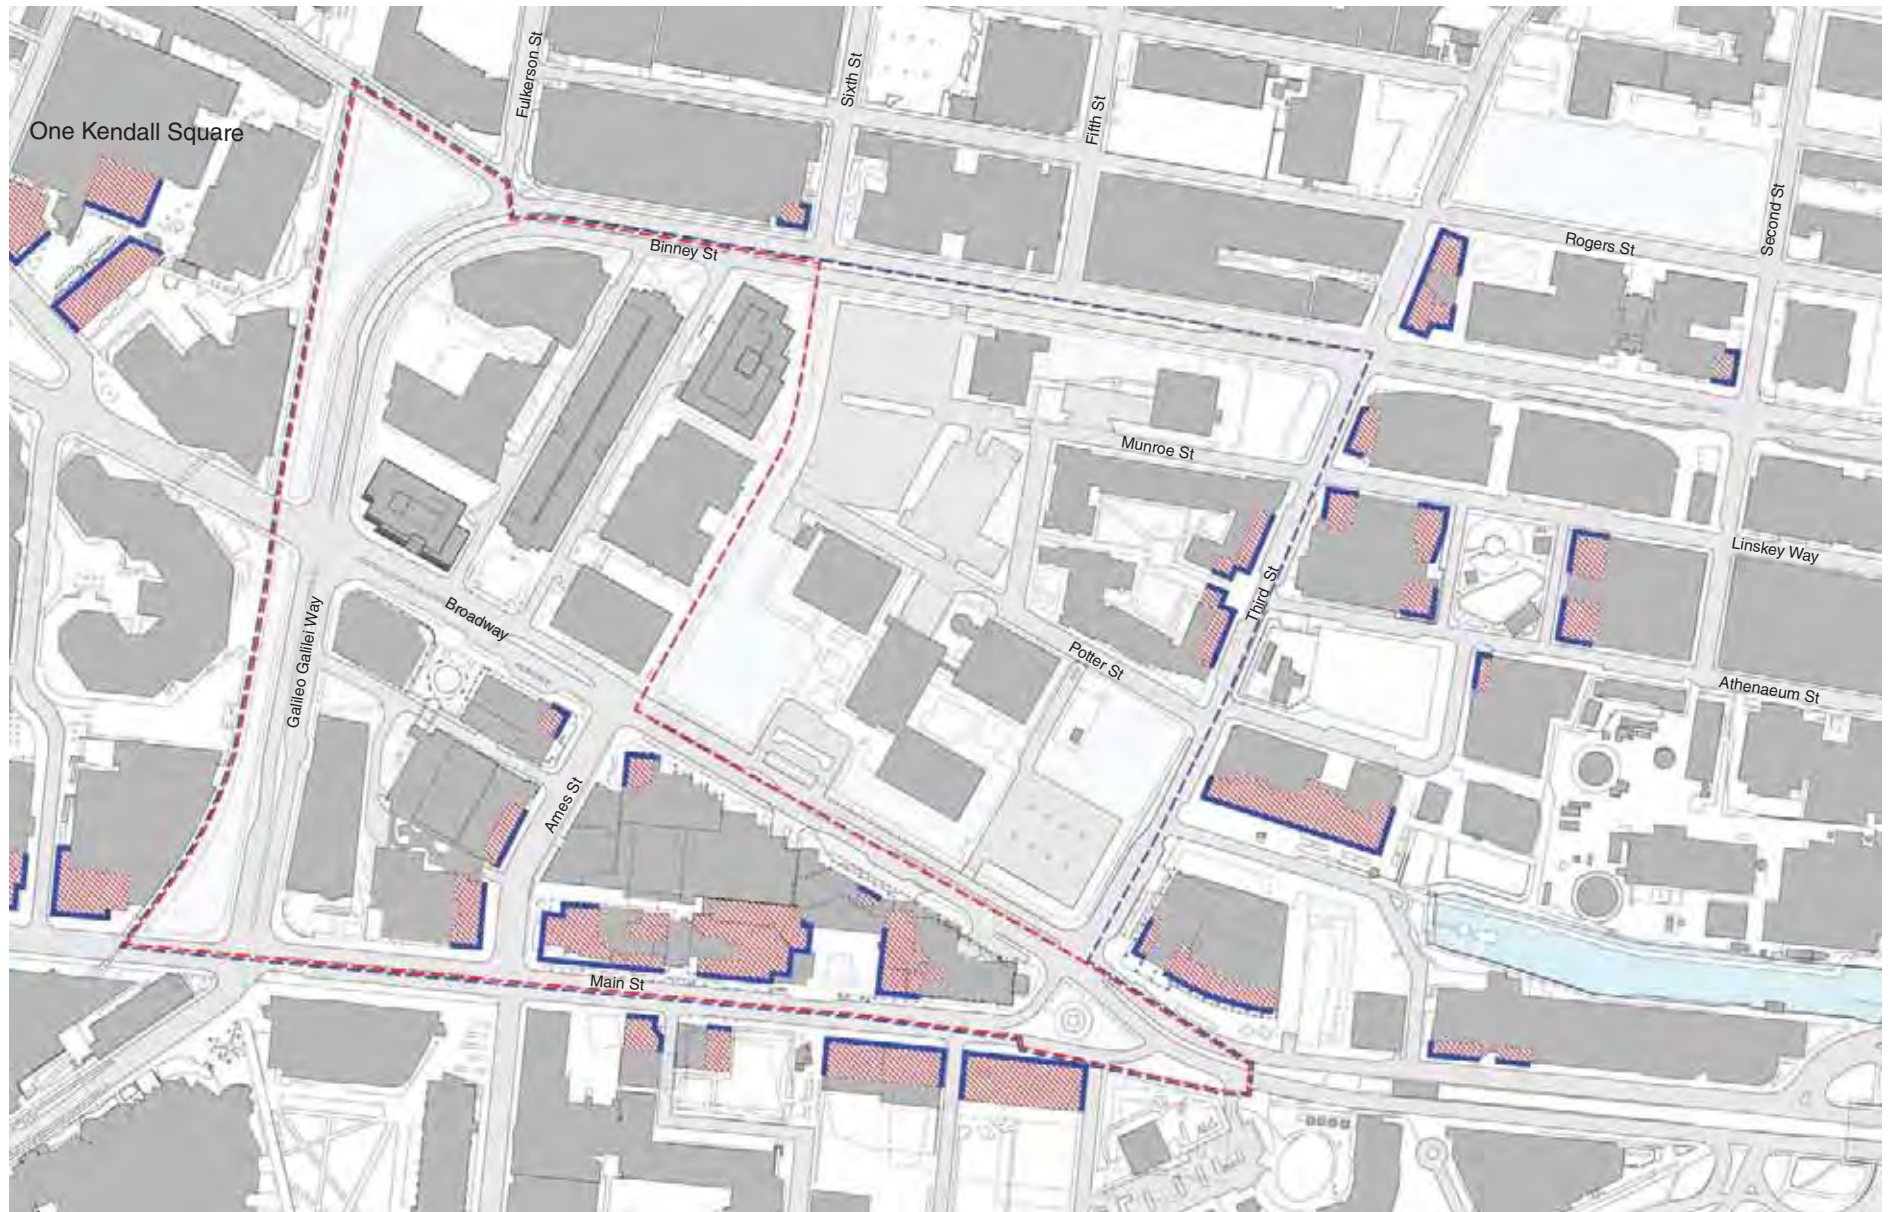 Fulkerson St
Sixth St
Fifth St
One Kendall Square
Second St
Binney St
Rogers St
Munroe St
Linskey Way
Third St
Broadway
Galileo Galilei Way
Potter St
Athenaeum St
Ames St
Main St